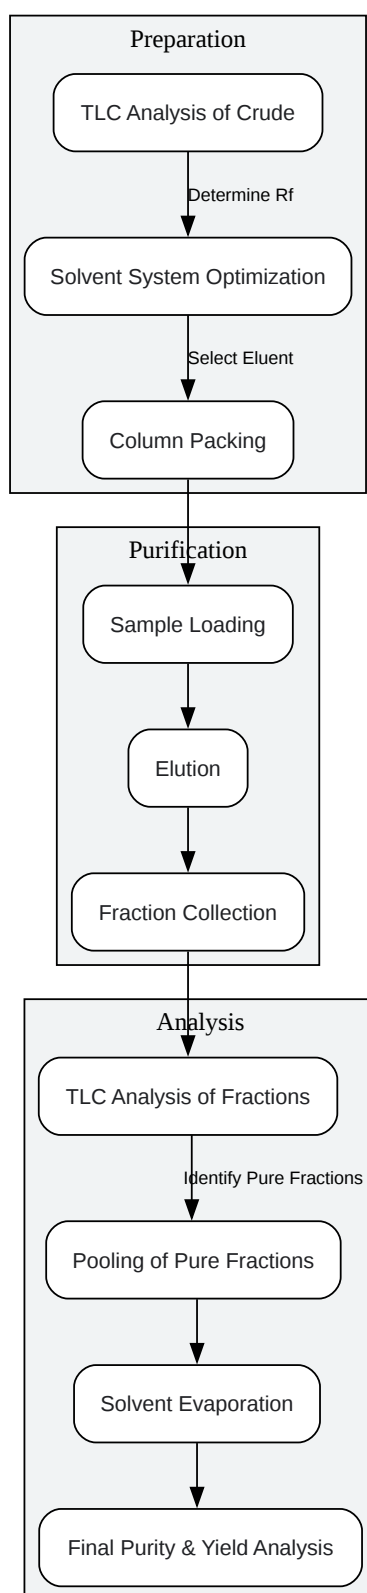 Preparation
TLC Analysis of Crude
Determine Rf
Solvent System Optimization
Select Eluent
Column Packing
Purification
Sample Loading
Elution
Fraction Collection
Analysis
TLC Analysis of Fractions
Identify Pure Fractions
Pooling of Pure Fractions
Solvent Evaporation
Final Purity & Yield Analysis